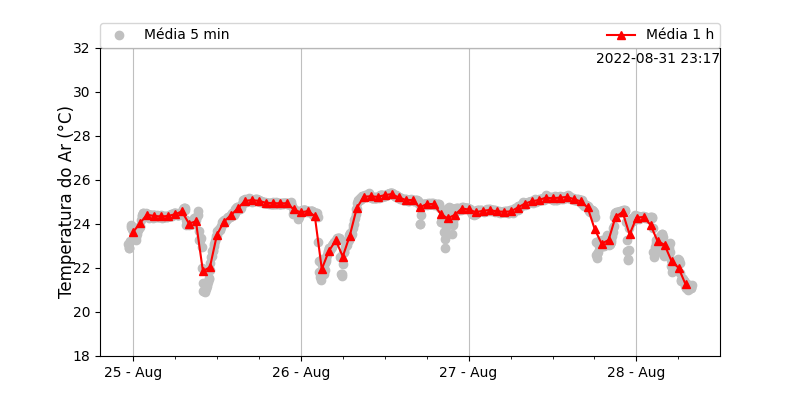 Média 5 min
Média 1 h
2022-08-31 23:17
Temperatura do Ar (°C)
32
30
28
26
24
22
20
18
25 - Aug
26 - Aug
27 - Aug
28 - Aug